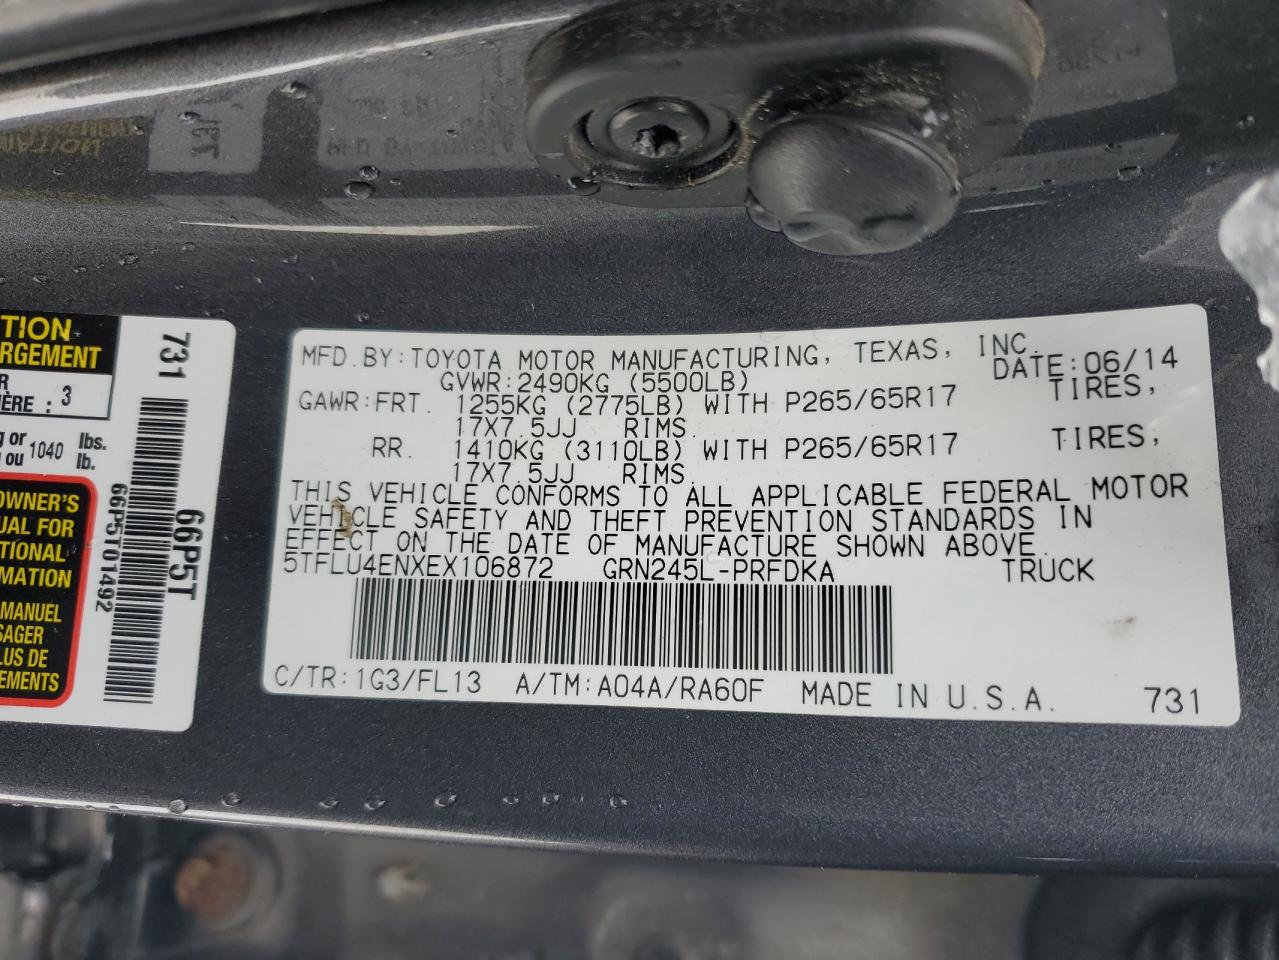 MFD.BY:TOYOTA MOTOR MANUFACTURING, TEXAS, INC.
DATE:06/14
GVWR:2490KG (5500LB)
GAWR:FRT. 1255KG (2775LB) WITH P265/65R17 TIRES,
17X7.5JJ RIMS.
RR. 1410KG (3110LB) WITH P265/65R17 TIRES,
17X7.5JJ RIMS.
THIS VEHICLE CONFORMS TO ALL APPLICABLE FEDERAL MOTOR
VEHICLE SAFETY AND THEFT PREVENTION STANDARDS IN
EFFECT ON THE DATE OF MANUFACTURE SHOWN ABOVE.
5TFLU4ENXEX106872 GRN245L-PRFDKA TRUCK
C/TR:1G3/FL13 A/TM:A04A/RA60F MADE IN U.S.A. 731
TION
RGEMENT
R
IÈRE : 3
g or 1040 lbs.
ou lb.
OWNER'S
UAL FOR
TIONAL
RMATION
MANUEL
SAGER
LUS DE
EMENTS
731
66P5T
66P5T01492